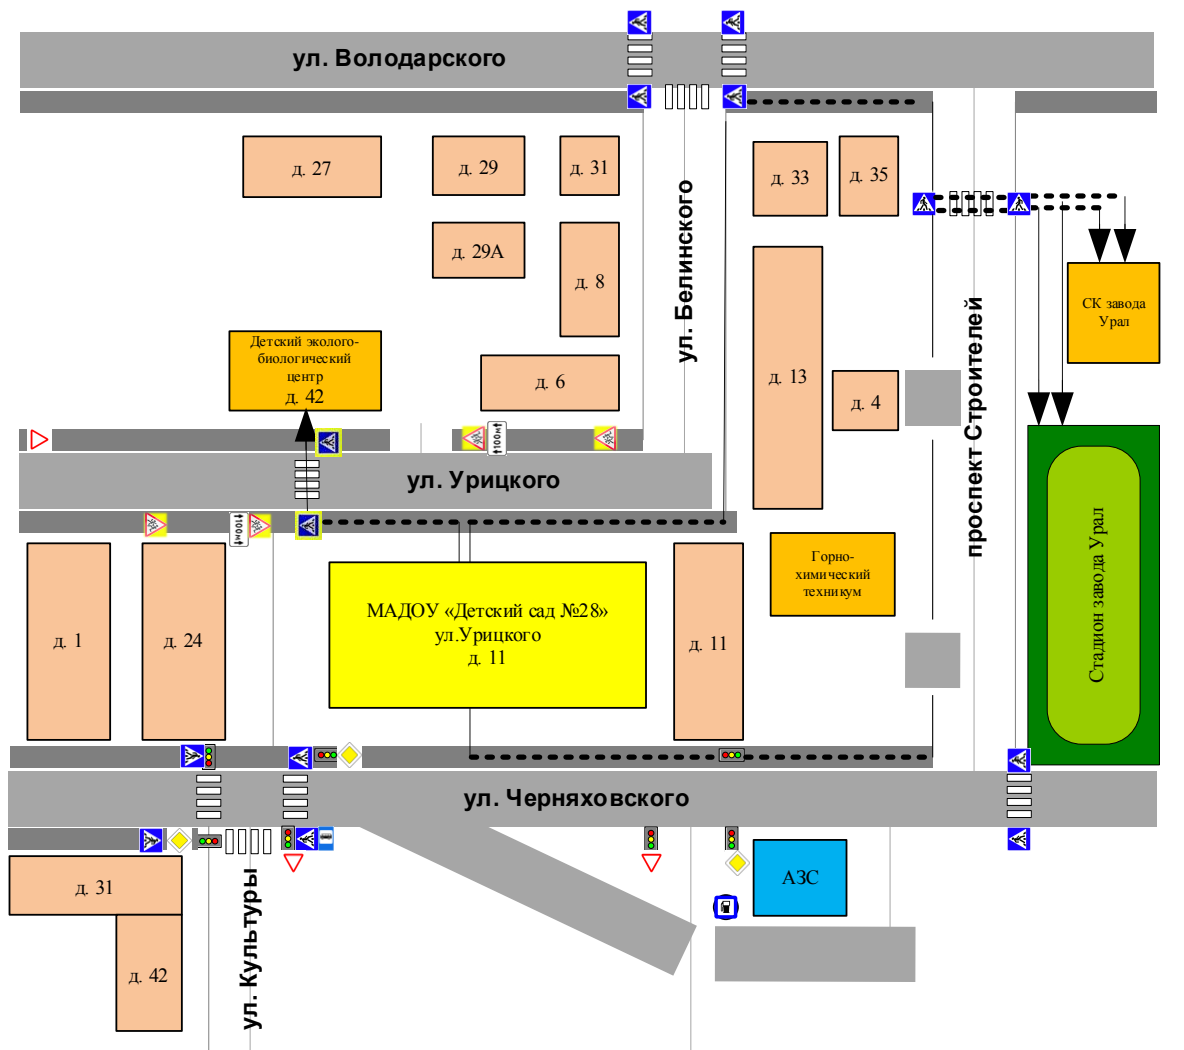 ул. Володарского
д. 27
д. 29
д. 31
д. 33
д. 35
д. 29А
д. 8
ул. Белинского
СК завода
Урал
проспект Строителей
Детский эколого-
биологический
центр
д. 42
д. 6
д. 13
д. 4
100м
ул. Урицкого
100м
Горно-
химический
техникум
Стадион завода Урал
д. 1
д. 24
МАДОУ «Детский сад №28»
ул.Урицкого
д. 11
д. 11
ул. Черняховского
д. 31
АЗС
ул. Культуры
д. 42